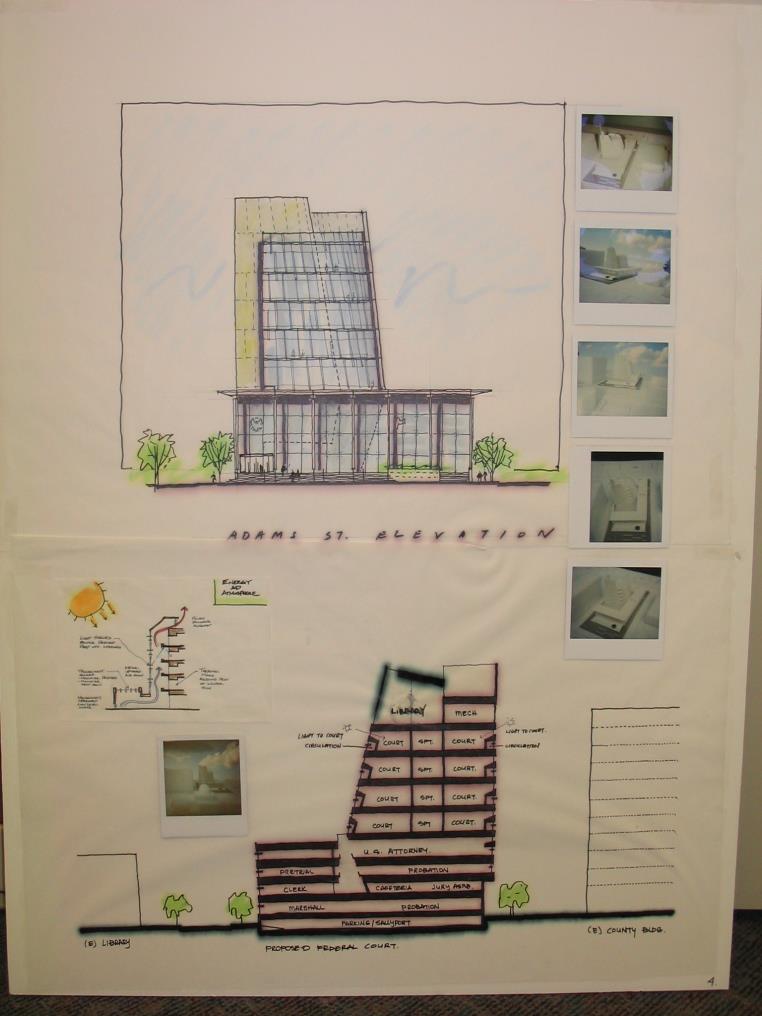 ADAMS ST. ELEVATION
ENERGY
AND
ATMOSPHERE
LIBRARY
MECH
LIGHT TO COURT
CIRCULATION
LIGHT TO COURT.
CIRCULATION
COURT SPT. COURT
COURT SPT COURT.
COURT SPT. COURT.
COURT SPT COURT.
U.S. ATTORNEY.
PRETRIAL PROBATION
CLERK CAFETERIA JURY ASMB.
MARSHALL PROBATION
PARKING/SALLYPORT.
(E) LIBRARY
PROPOSED FEDERAL COURT.
(E) COUNTY BLDG.
4.